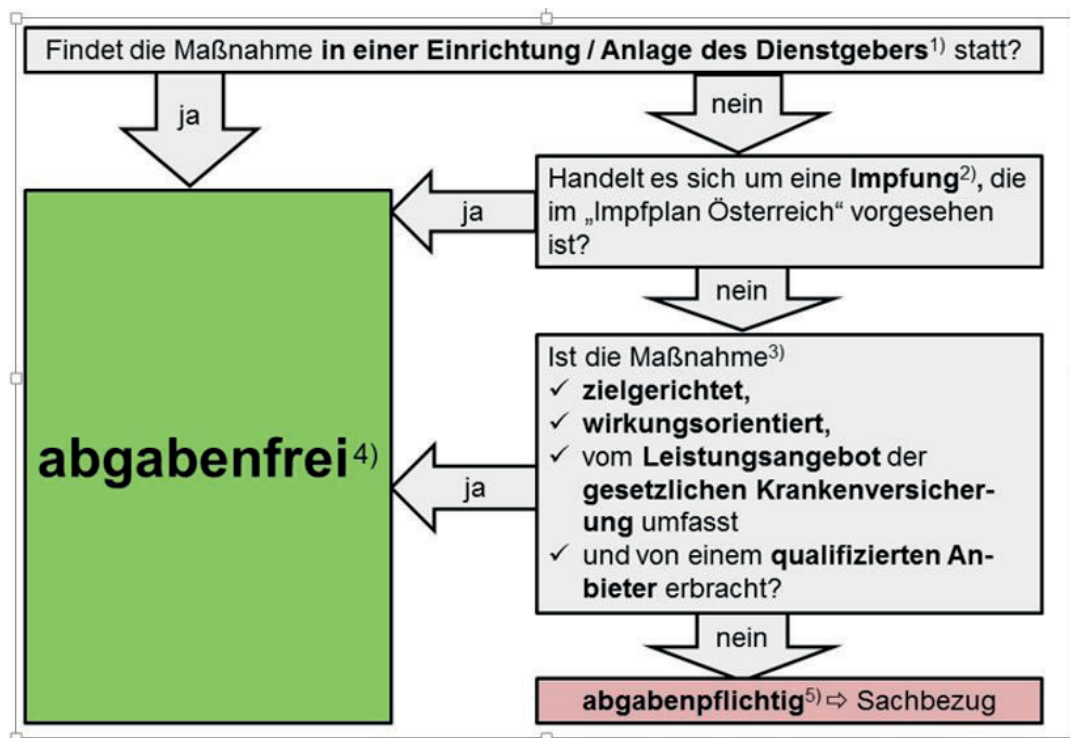 Findet die Maßnahme in einer Einrichtung / Anlage des Dienstgebers1) statt?
ja
nein
Handelt es sich um eine Impfung2), die
im „Impfplan Österreich“ vorgesehen
ist?
ja
nein
Ist die Maßnahme3)
✓ zielgerichtet,
✓ wirkungsorientiert,
✓ vom Leistungsangebot der
gesetzlichen Krankenversicher-
ung umfasst
✓ und von einem qualifizierten An-
bieter erbracht?
ja
abgabenfrei4)
nein
abgabenpflichtig5) ⇨ Sachbezug